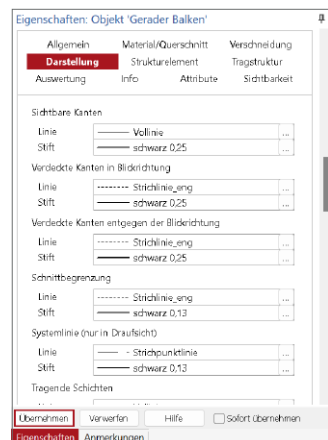 Eigenschaften: Objekt 'Gerader Balken'
Allgemein Material/Querschnitt Verschneidung
Darstellung Strukturelement Tragstruktur
Auswertung Info Attribute Sichtbarkeit
Sichtbare Kanten
Linie Vollinie ...
Stift schwarz 0,25 ...
Verdeckte Kanten in Blickrichtung
Linie Strichlinie_eng ...
Stift schwarz 0,25 ...
Verdeckte Kanten entgegen der Blickrichtung
Linie Strichlinie_eng ...
Stift schwarz 0,25 ...
Schnittbegrenzung
Linie Strichlinie_eng ...
Stift schwarz 0,13 ...
Systemlinie (nur in Draufsicht)
Linie Strichpunktlinie ...
Stift schwarz 0,13 ...
Tragende Schichten
Übernehmen Verwerfen Hilfe Sofort übernehmen
Eigenschaften Anmerkungen